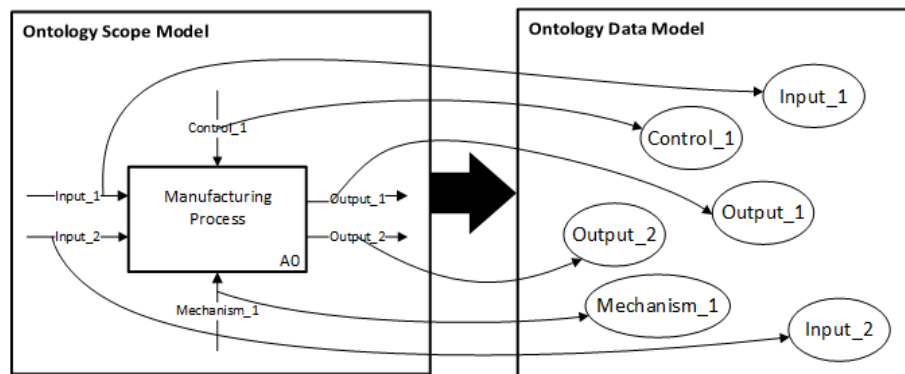 Ontology Scope Model
Control_1
Input_1
Input_2
Manufacturing
Process
A0
Output_1
Output_2
Mechanism_1
Ontology Data Model
Input_1
Control_1
Output_1
Output_2
Mechanism_1
Input_2